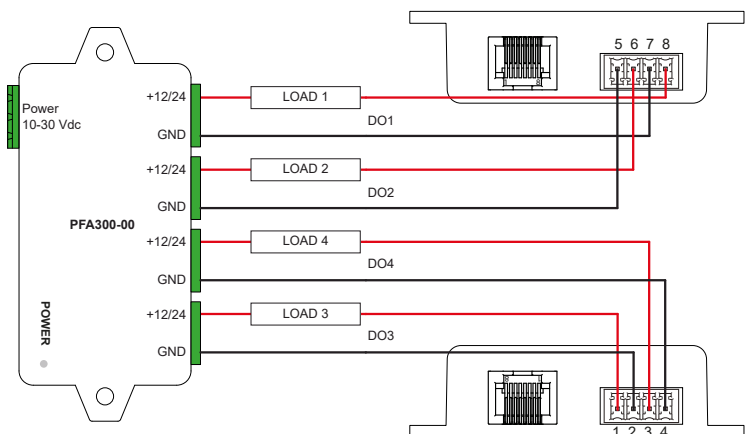 5 6 7 8
+12/24
LOAD 1
Power
10-30 Vdc
DO1
GND
+12/24
LOAD 2
DO2
GND
PFA300-00
+12/24
LOAD 4
DO4
GND
POWER
+12/24
LOAD 3
DO3
GND
1 2 3 4